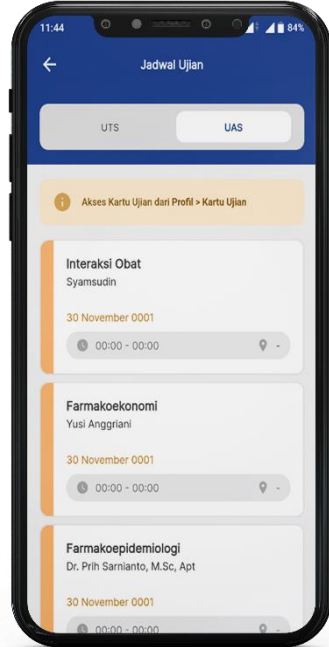 11:44
84%
Jadwal Ujian
UTS
UAS
Akses Kartu Ujian dari Profil > Kartu Ujian
Interaksi Obat
Syamsudin
30 November 0001
00:00 - 00:00
-
Farmakoekonomi
Yusi Anggriani
30 November 0001
00:00 - 00:00
-
Farmakoepidemiologi
Dr. Prih Sarnianto, M.Sc, Apt
30 November 0001
00:00 - 00:00
-